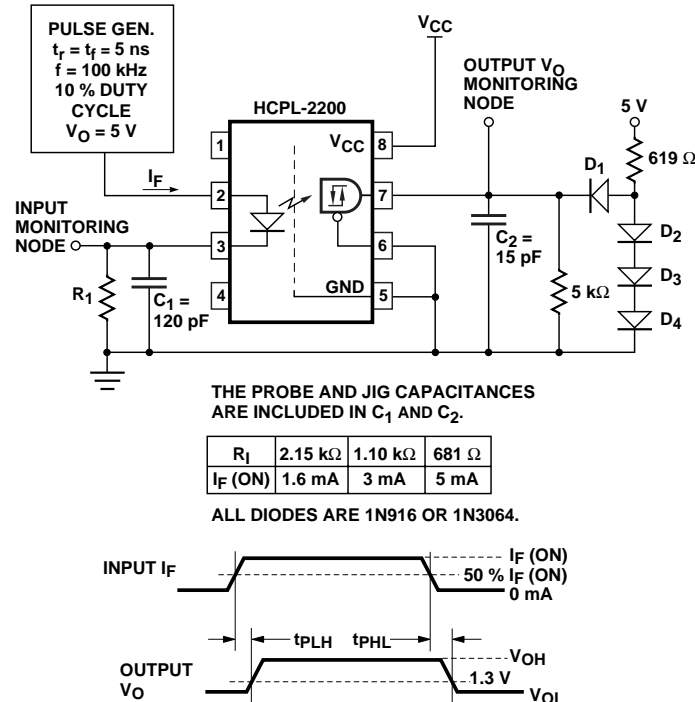 PULSE GEN.
tr = tf = 5 ns
f = 100 kHz
10 % DUTY
CYCLE
VO = 5 V
VCC
OUTPUT VO
MONITORING
NODE
5 V
HCPL-2200
619 Ω
D1
1
VCC
8
IF
2
7
D2
INPUT
MONITORING
NODE
3
6
C2 =
15 pF
D3
R1
C1 =
120 pF
4
GND
5
5 kΩ
D4
THE PROBE AND JIG CAPACITANCES
ARE INCLUDED IN C1 AND C2.
RI 2.15 kΩ 1.10 kΩ 681 Ω
IF (ON) 1.6 mA 3 mA 5 mA
ALL DIODES ARE 1N916 OR 1N3064.
INPUT IF
IF (ON)
50 % IF (ON)
0 mA
tPLH
tPHL
OUTPUT
VO
VOH
1.3 V
VOL